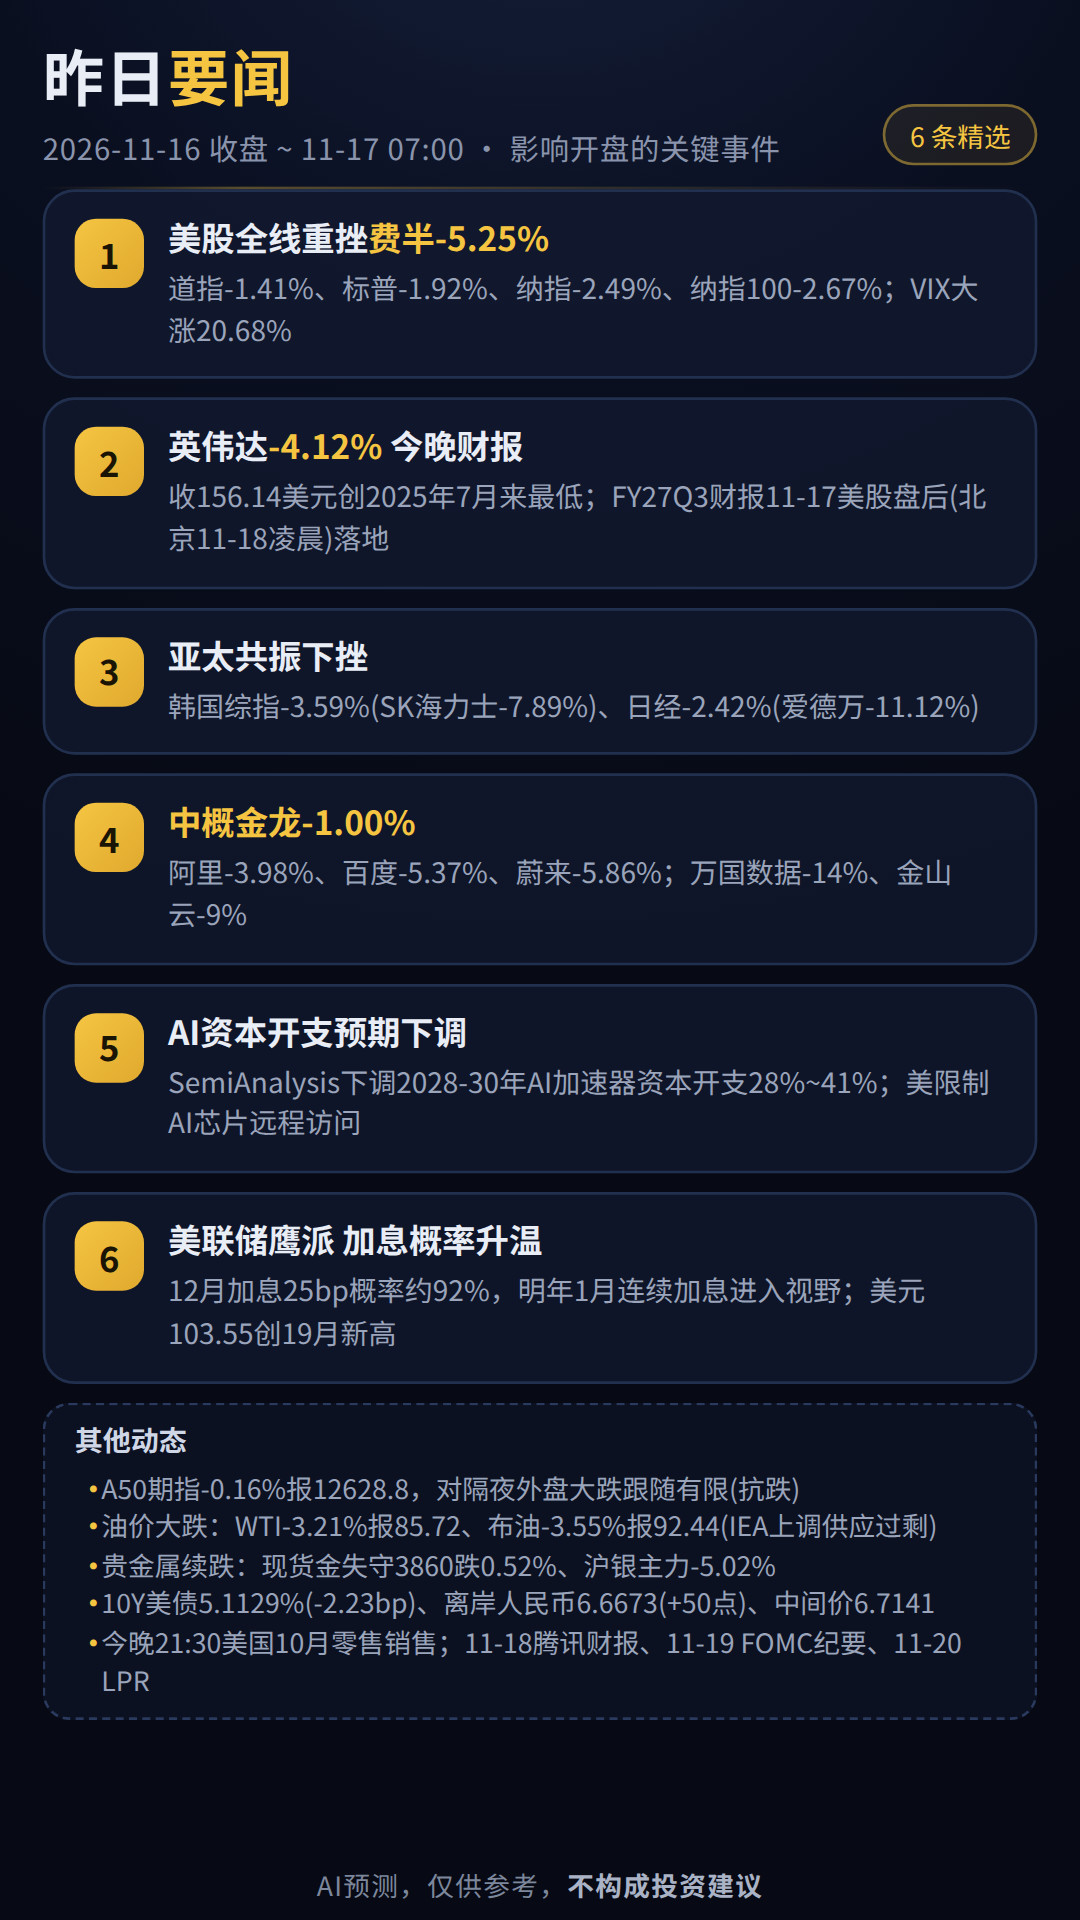 昨日要闻
2026-11-16 收盘 ~ 11-17 07:00 · 影响开盘的关键事件
6 条精选
1
美股全线重挫费半-5.25%
道指-1.41%、标普-1.92%、纳指-2.49%、纳指100-2.67%；VIX大
涨20.68%
2
英伟达-4.12% 今晚财报
收156.14美元创2025年7月来最低；FY27Q3财报11-17美股盘后(北
京11-18凌晨)落地
3
亚太共振下挫
韩国综指-3.59%(SK海力士-7.89%)、日经-2.42%(爱德万-11.12%)
4
中概金龙-1.00%
阿里-3.98%、百度-5.37%、蔚来-5.86%；万国数据-14%、金山
云-9%
5
AI资本开支预期下调
SemiAnalysis下调2028-30年AI加速器资本开支28%~41%；美限制
AI芯片远程访问
6
美联储鹰派 加息概率升温
12月加息25bp概率约92%，明年1月连续加息进入视野；美元
103.55创19月新高
其他动态
•A50期指-0.16%报12628.8，对隔夜外盘大跌跟随有限(抗跌)
•油价大跌：WTI-3.21%报85.72、布油-3.55%报92.44(IEA上调供应过剩)
•贵金属续跌：现货金失守3860跌0.52%、沪银主力-5.02%
•10Y美债5.1129%(-2.23bp)、离岸人民币6.6673(+50点)、中间价6.7141
•今晚21:30美国10月零售销售；11-18腾讯财报、11-19 FOMC纪要、11-20
LPR
AI预测，仅供参考，不构成投资建议